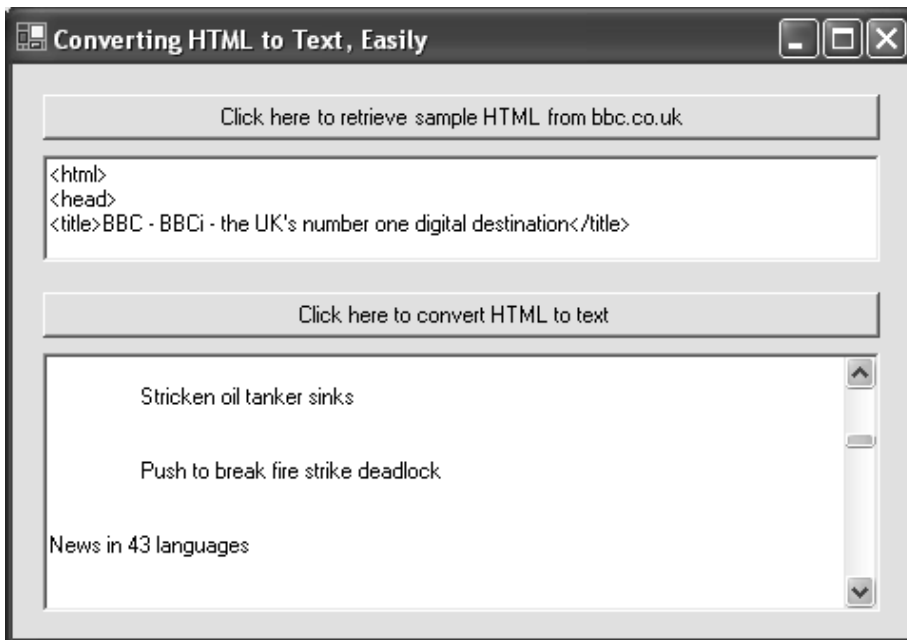 Converting HTML to Text, Easily
Click here to retrieve sample HTML from bbc.co.uk
<html>
<head>
<title>BBC - BBCi - the UK's number one digital destination</title>
Click here to convert HTML to text
Stricken oil tanker sinks
Push to break fire strike deadlock
News in 43 languages